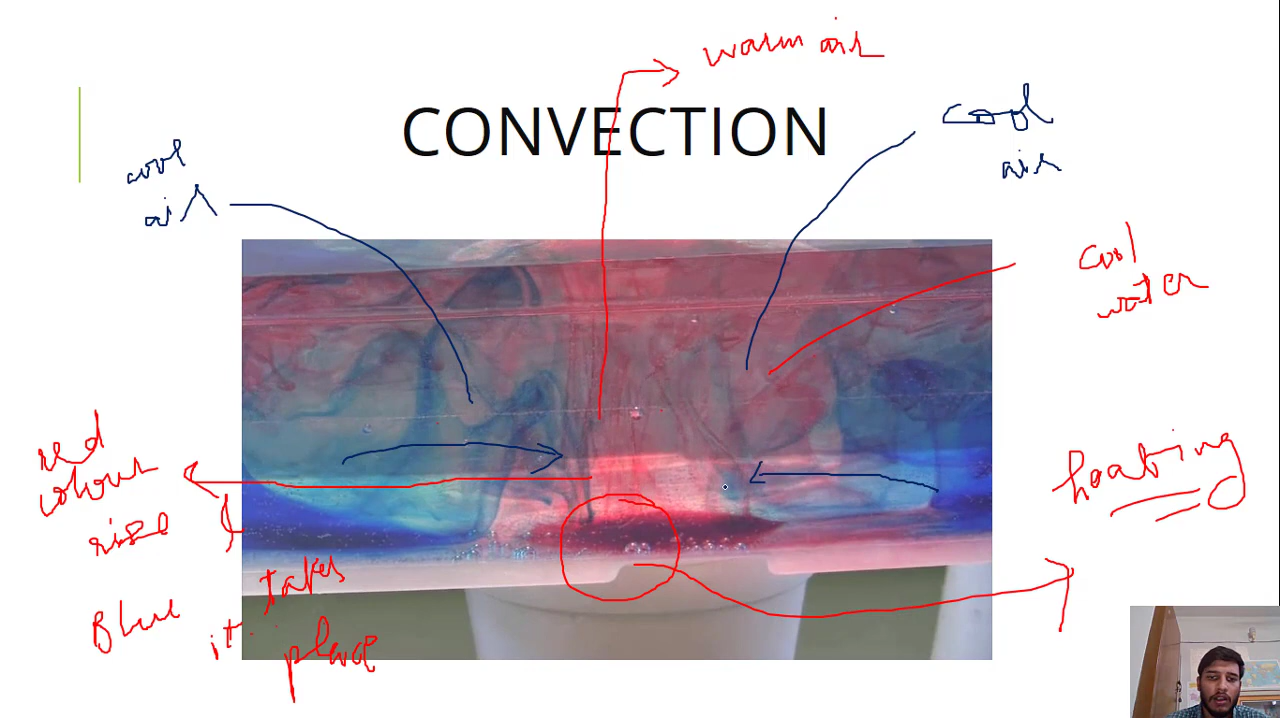 warm air
CONVECTION
cool
air
cool
air
cool
water
red
colour
rise &
Blue it takes
place
heating